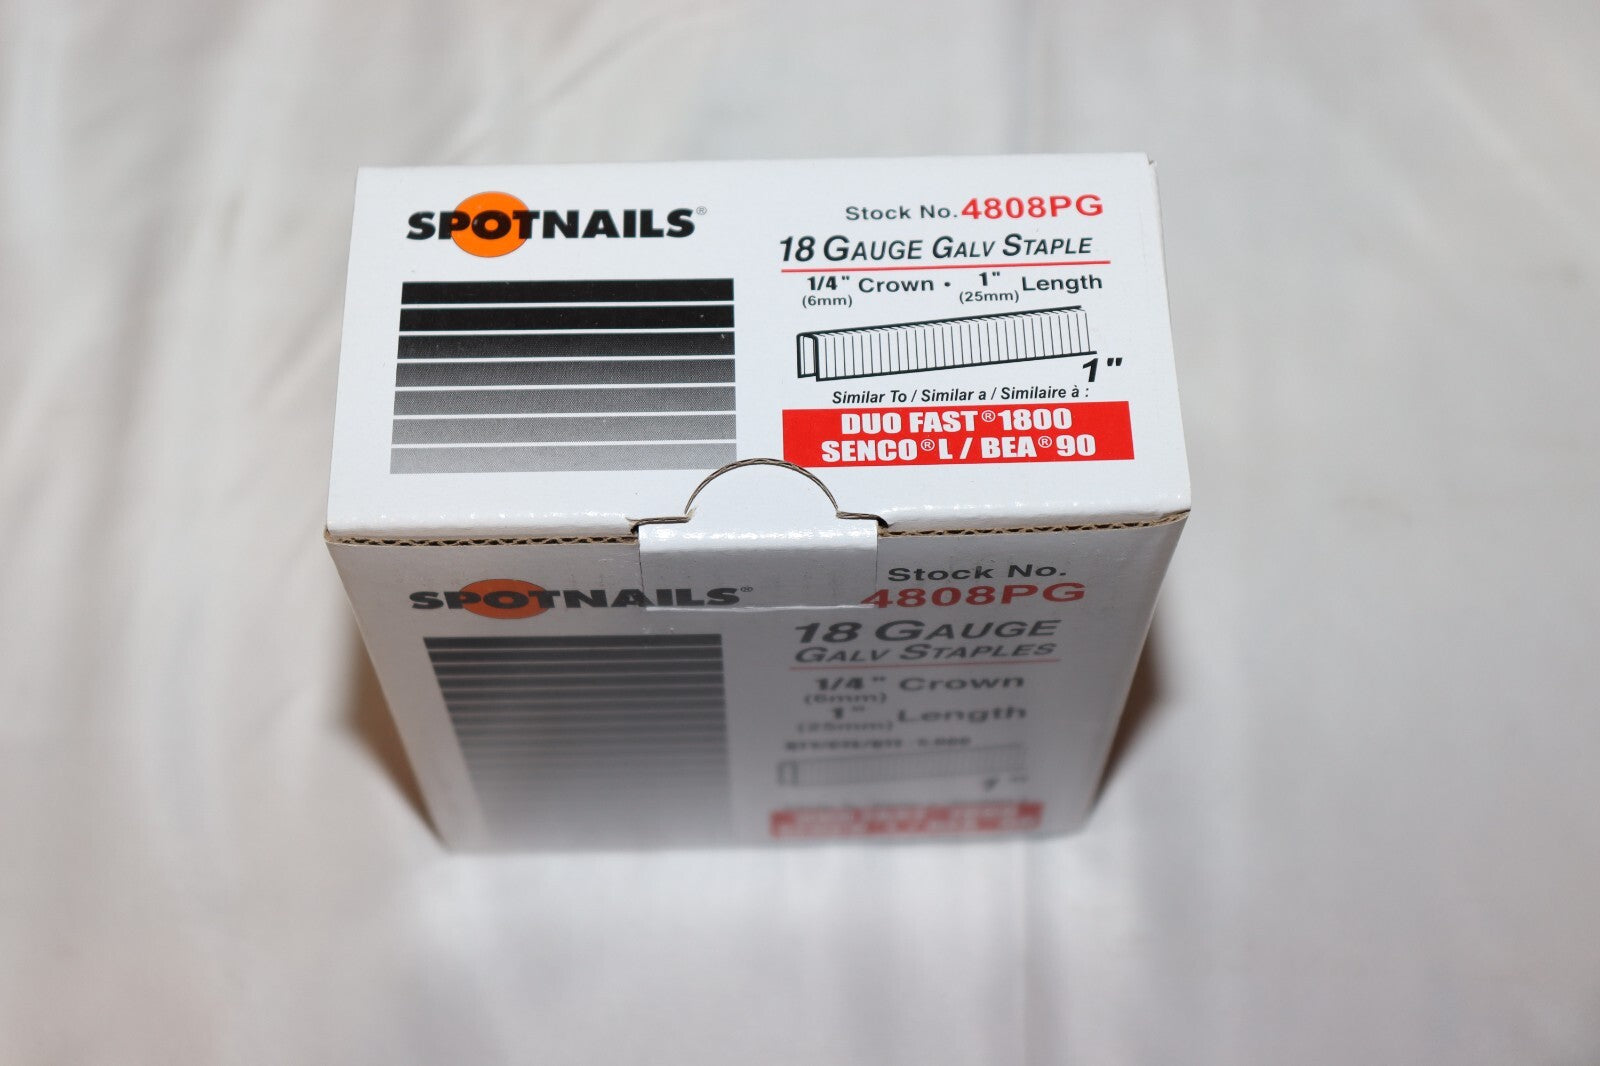 SPOTNAILS®
Stock No. 4808PG
18 GAUGE GALV STAPLE
1/4" Crown • 1" Length
(6mm) (25mm)
1"
Similar To / Similar a / Similaire à :
DUO FAST® 1800
SENCO® L / BEA® 90
SPOTNAILS®
Stock No.
4808PG
18 GAUGE
GALV STAPLES
1/4" Crown
(6mm)
1" Length
(25mm)